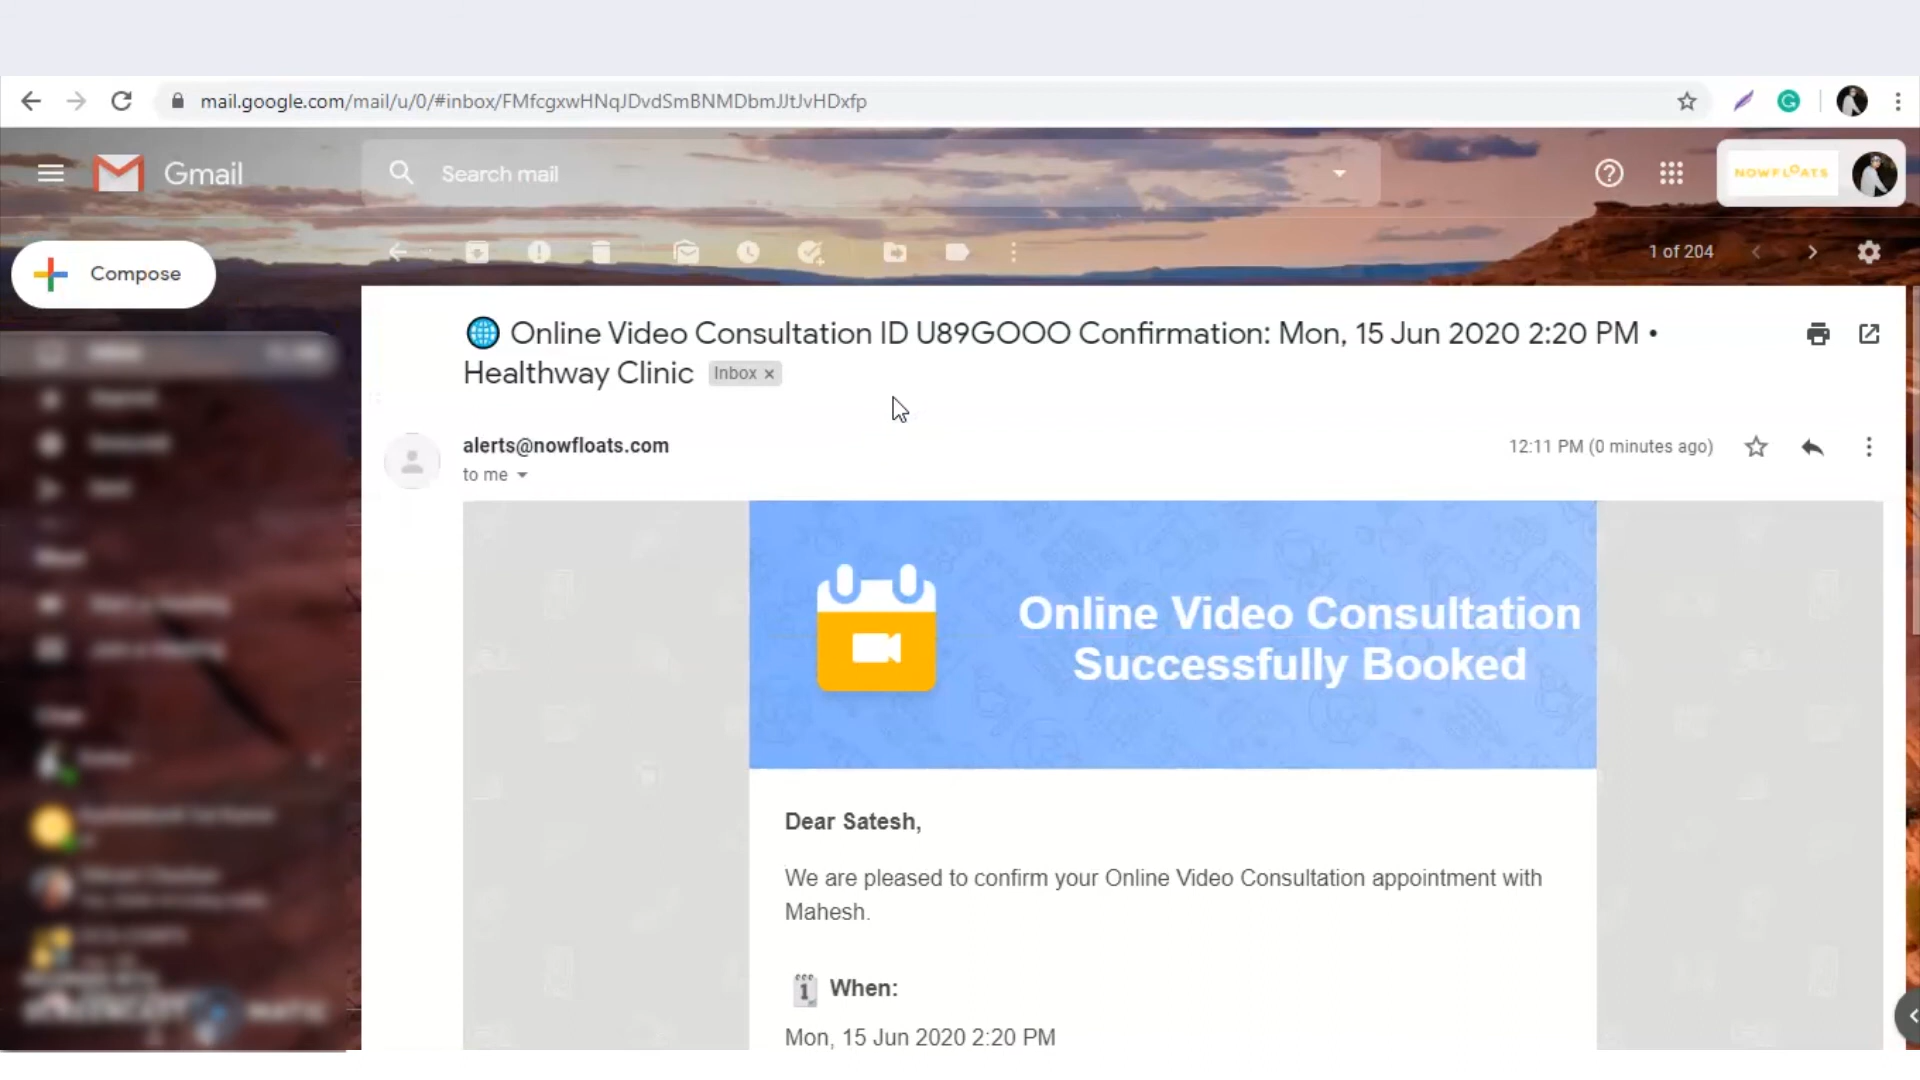 mail.google.com/mail/u/0/#inbox/FMfcgxwHNqJDvdSmBNMDbmJJtJvHDxfp
Gmail
Search mail
NOWFLOATS
Compose
1 of 204
Online Video Consultation ID U89GOOO Confirmation: Mon, 15 Jun 2020 2:20 PM •
Healthway Clinic Inbox x
alerts@nowfloats.com
12:11 PM (0 minutes ago)
to me
Online Video Consultation
Successfully Booked
Dear Satesh,
We are pleased to confirm your Online Video Consultation appointment with
Mahesh.
When:
Mon, 15 Jun 2020 2:20 PM